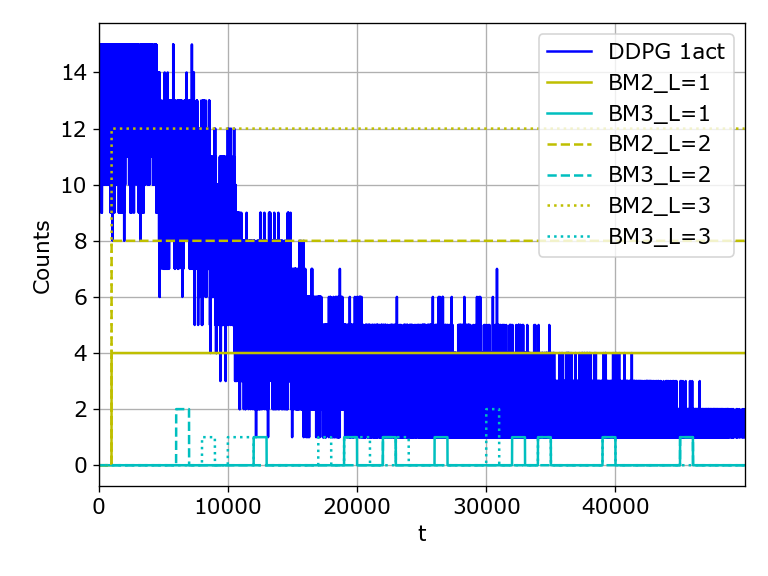 DDPG 1act
BM2_L=1
BM3_L=1
BM2_L=2
BM3_L=2
BM2_L=3
BM3_L=3
14
12
10
8
6
4
2
0
Counts
0 10000 20000 30000 40000
t